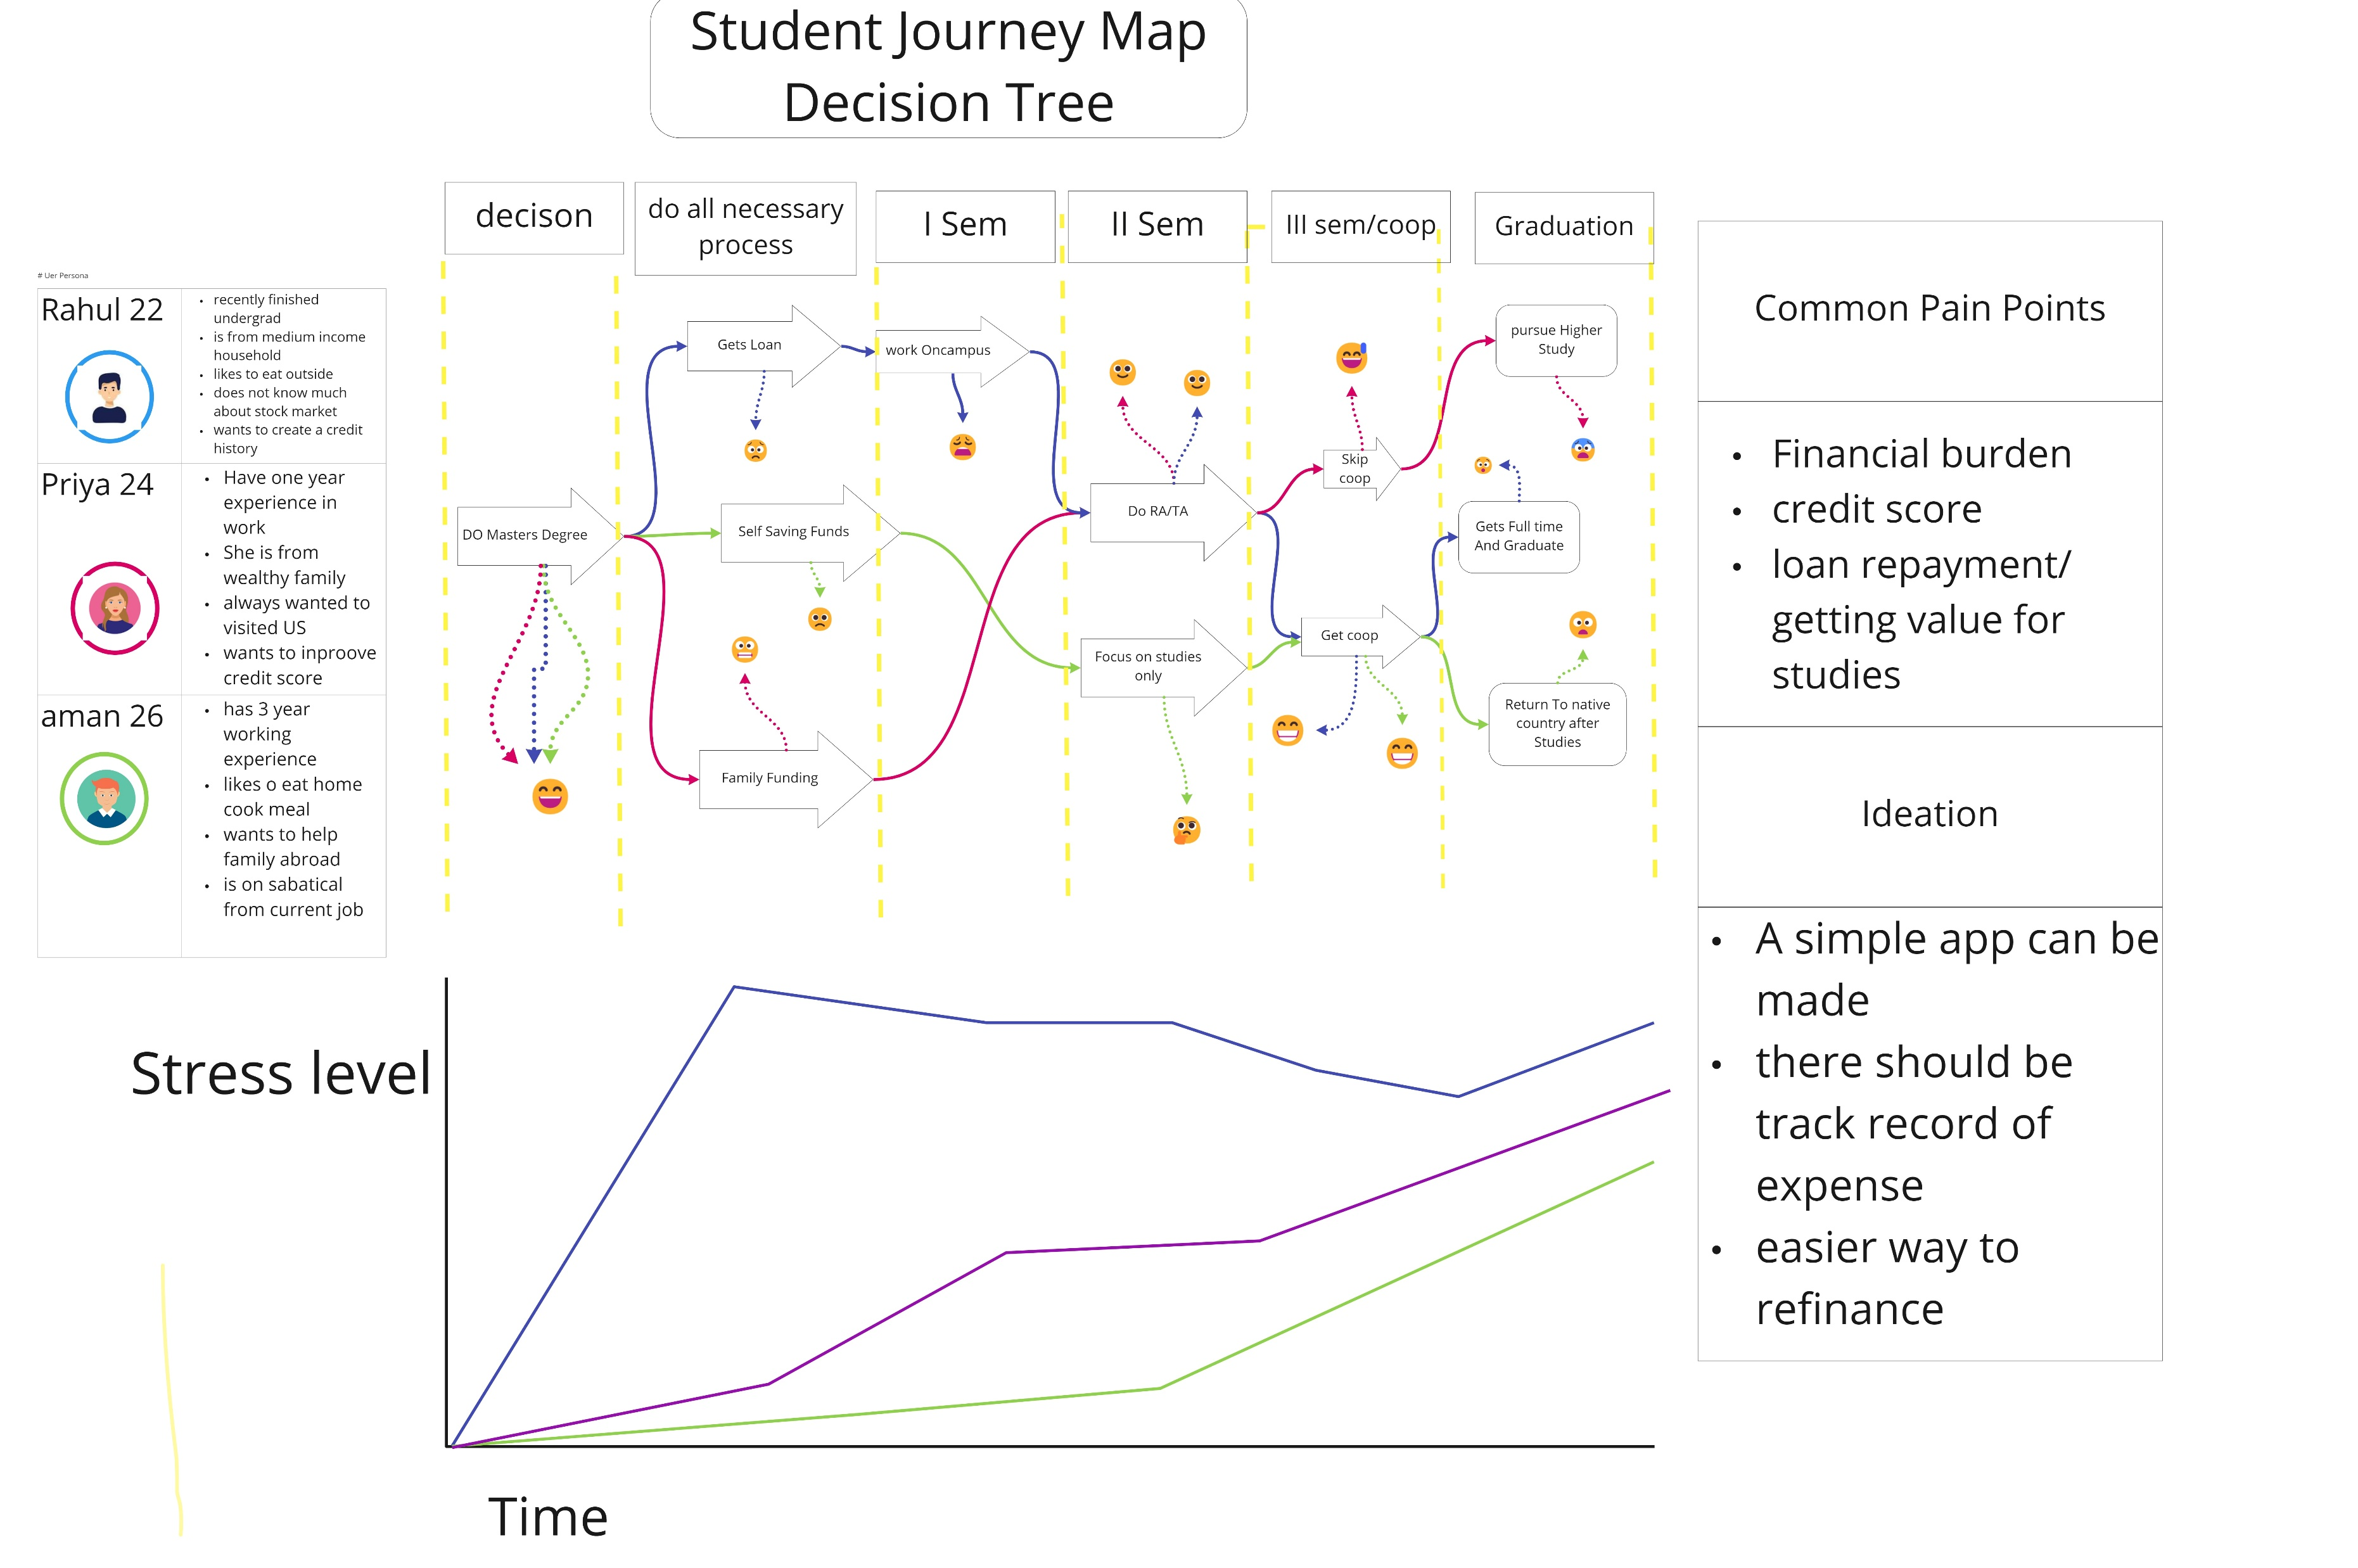 Student Journey Map
Decision Tree
decison
do all necessary
process
I Sem
II Sem
III sem/coop
Graduation
# Uer Persona
Rahul 22
• recently finished
undergrad
• is from medium income
household
• likes to eat outside
• does not know much
about stock market
• wants to create a credit
history
Priya 24
• Have one year
experience in
work
• She is from
wealthy family
• always wanted to
visited US
• wants to inproove
credit score
aman 26
• has 3 year
working
experience
• likes o eat home
cook meal
• wants to help
family abroad
• is on sabatical
from current job
DO Masters Degree
Gets Loan
Self Saving Funds
Family Funding
work Oncampus
Do RA/TA
Focus on studies
only
Skip
coop
Get coop
pursue Higher
Study
Gets Full time
And Graduate
Return To native
country after
Studies
Common Pain Points
• Financial burden
• credit score
• loan repayment/
getting value for
studies
Ideation
• A simple app can be
made
• there should be
track record of
expense
• easier way to
refinance
Stress level
Time